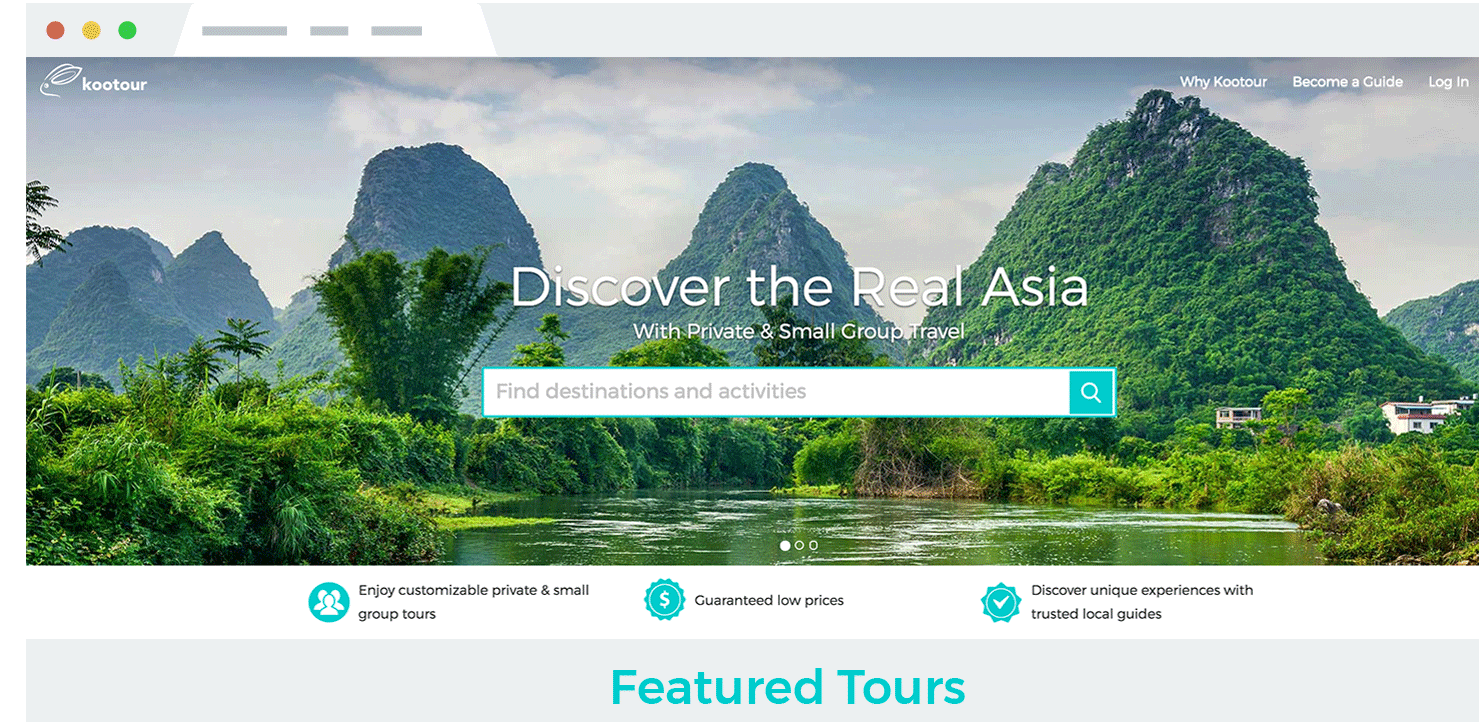 kootour
Why Kootour
Become a Guide
Log In
Discover the Real Asia
With Private & Small Group Travel
Find destinations and activities
Enjoy customizable private & small
group tours
$
Guaranteed low prices
Discover unique experiences with
trusted local guides
Featured Tours